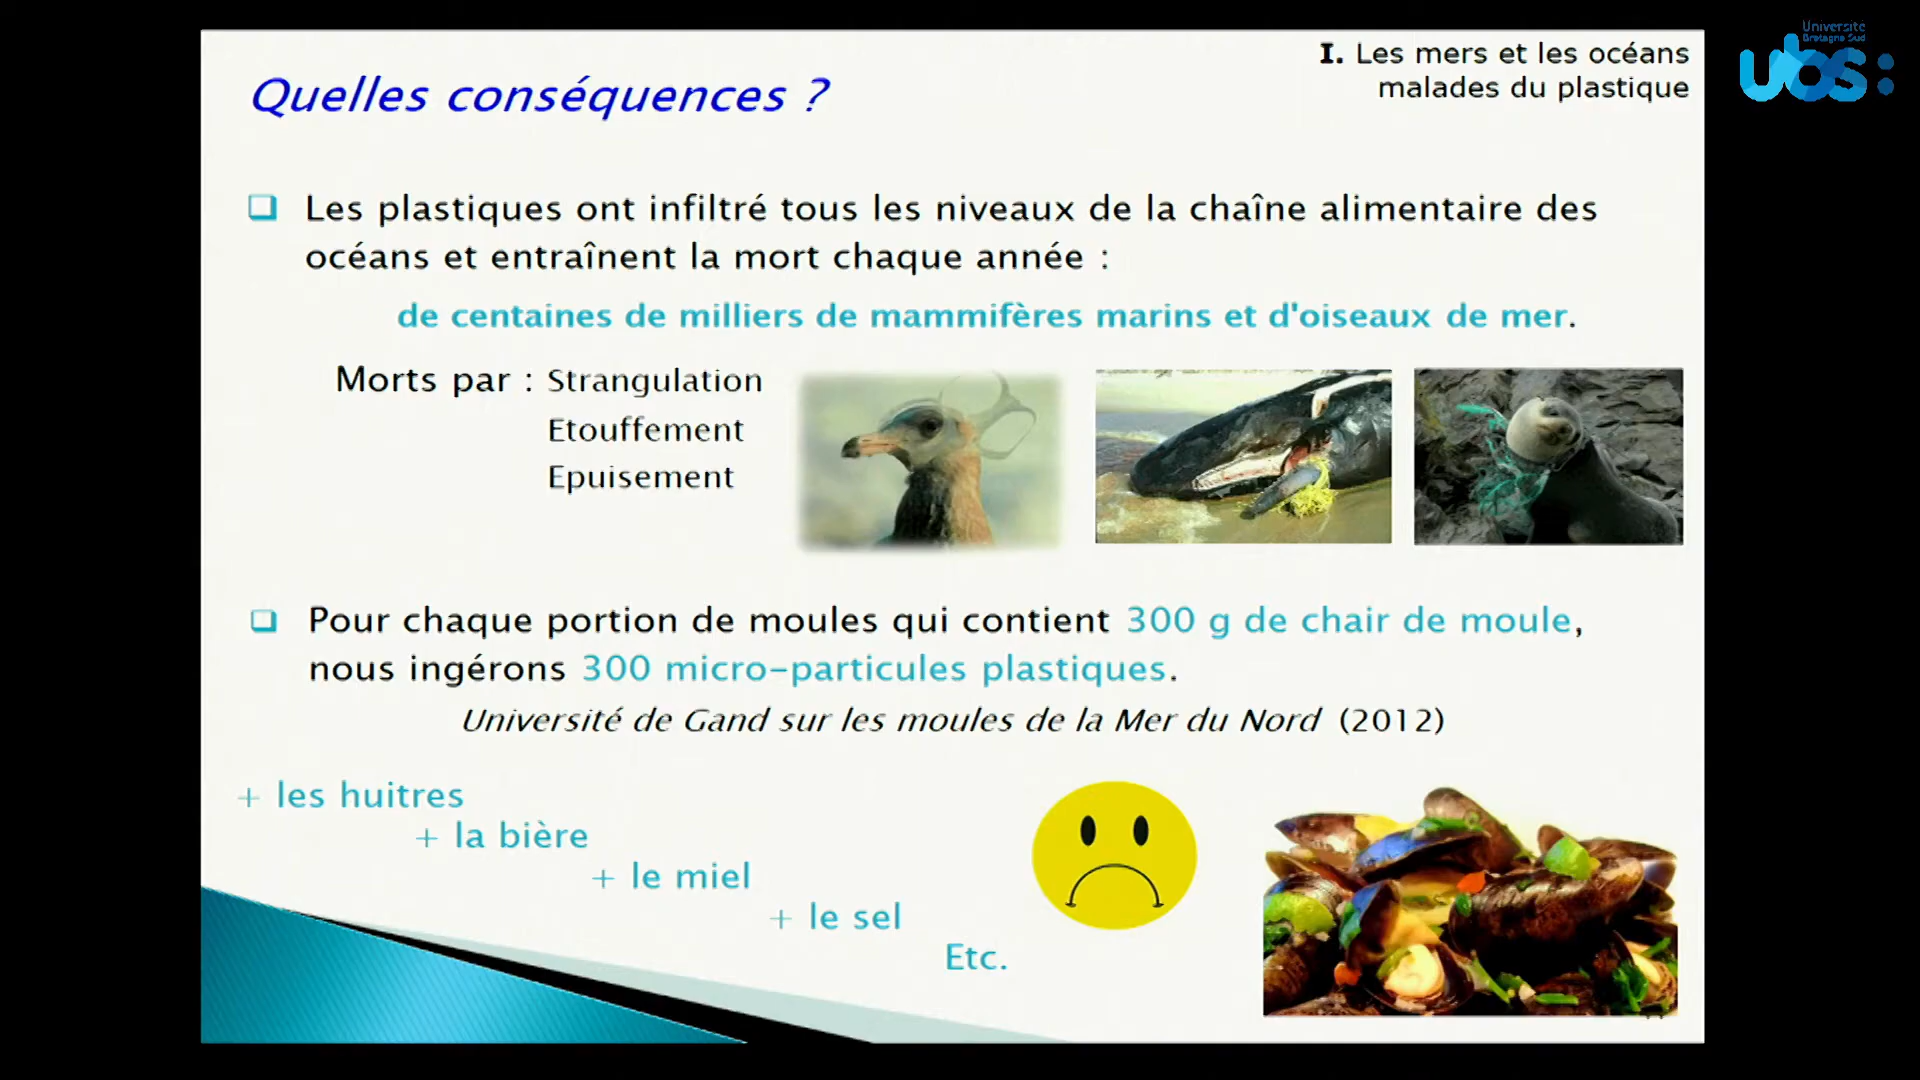 Université
Bretagne Sud
ubs:
I. Les mers et les océans
malades du plastique
Quelles conséquences ?
Les plastiques ont infiltré tous les niveaux de la chaîne alimentaire des
océans et entraînent la mort chaque année :
de centaines de milliers de mammifères marins et d'oiseaux de mer.
Morts par : Strangulation
Etouffement
Epuisement
Pour chaque portion de moules qui contient 300 g de chair de moule,
nous ingérons 300 micro-particules plastiques.
Université de Gand sur les moules de la Mer du Nord (2012)
+ les huitres
+ la bière
+ le miel
+ le sel
Etc.